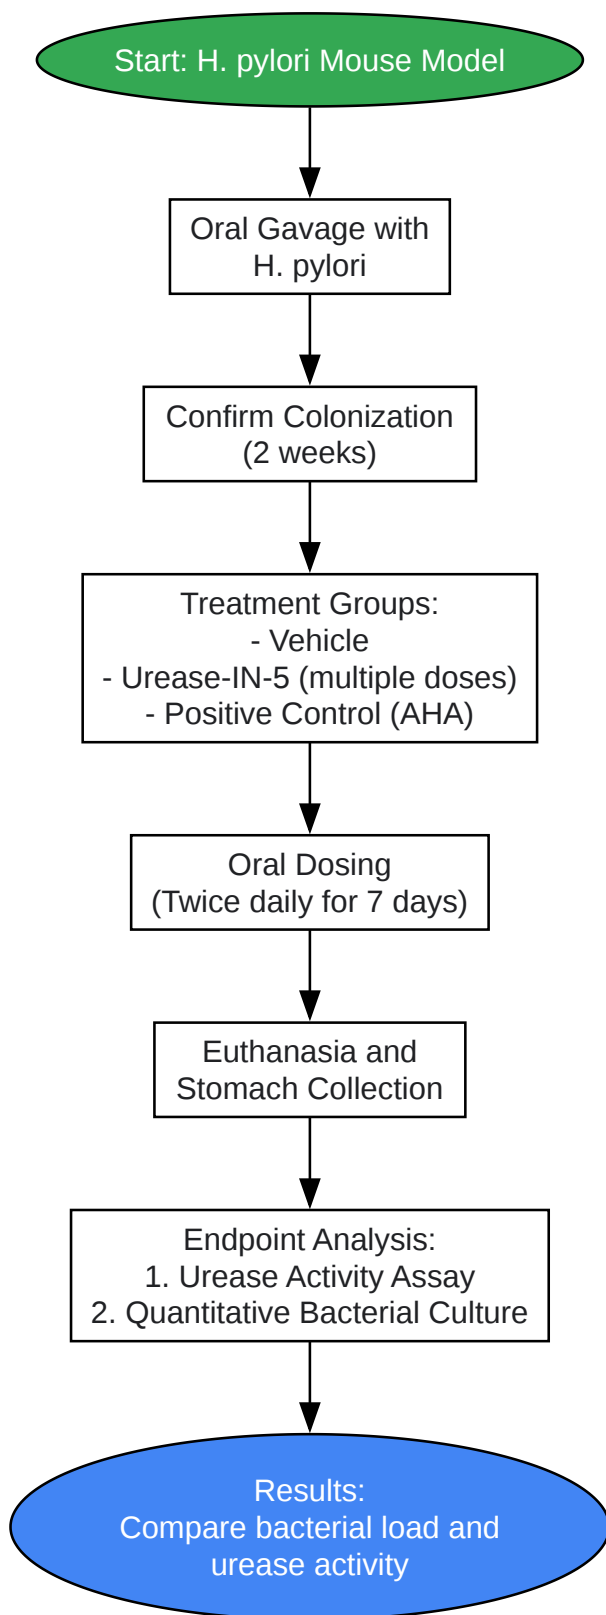 Start: H. pylori Mouse Model
Oral Gavage with
H. pylori
Confirm Colonization
(2 weeks)
Treatment Groups:
- Vehicle
- Urease-IN-5 (multiple doses)
- Positive Control (AHA)
Oral Dosing
(Twice daily for 7 days)
Euthanasia and
Stomach Collection
Endpoint Analysis:
1. Urease Activity Assay
2. Quantitative Bacterial Culture
Results:
Compare bacterial load and
urease activity